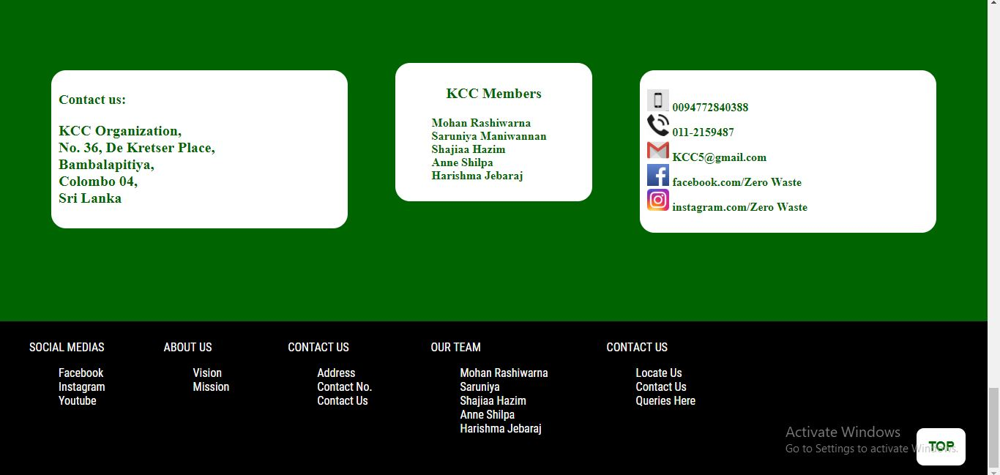 Contact us:
KCC Organization,
No. 36, De Kretser Place,
Bambalapitiya,
Colombo 04,
Sri Lanka
KCC Members
Mohan Rashiwarna
Saruniya Maniwannan
Shajiaa Hazim
Anne Shilpa
Harishma Jebaraj
0094772840388
011-2159487
KCC5@gmail.com
facebook.com/Zero Waste
instagram.com/Zero Waste
SOCIAL MEDIAS
Facebook
Instagram
Youtube
ABOUT US
Vision
Mission
CONTACT US
Address
Contact No.
Contact Us
OUR TEAM
Mohan Rashiwarna
Saruniya
Shajiaa Hazim
Anne Shilpa
Harishma Jebaraj
CONTACT US
Locate Us
Contact Us
Queries Here
Activate Windows
Go to Settings to activate Windows.
TOP